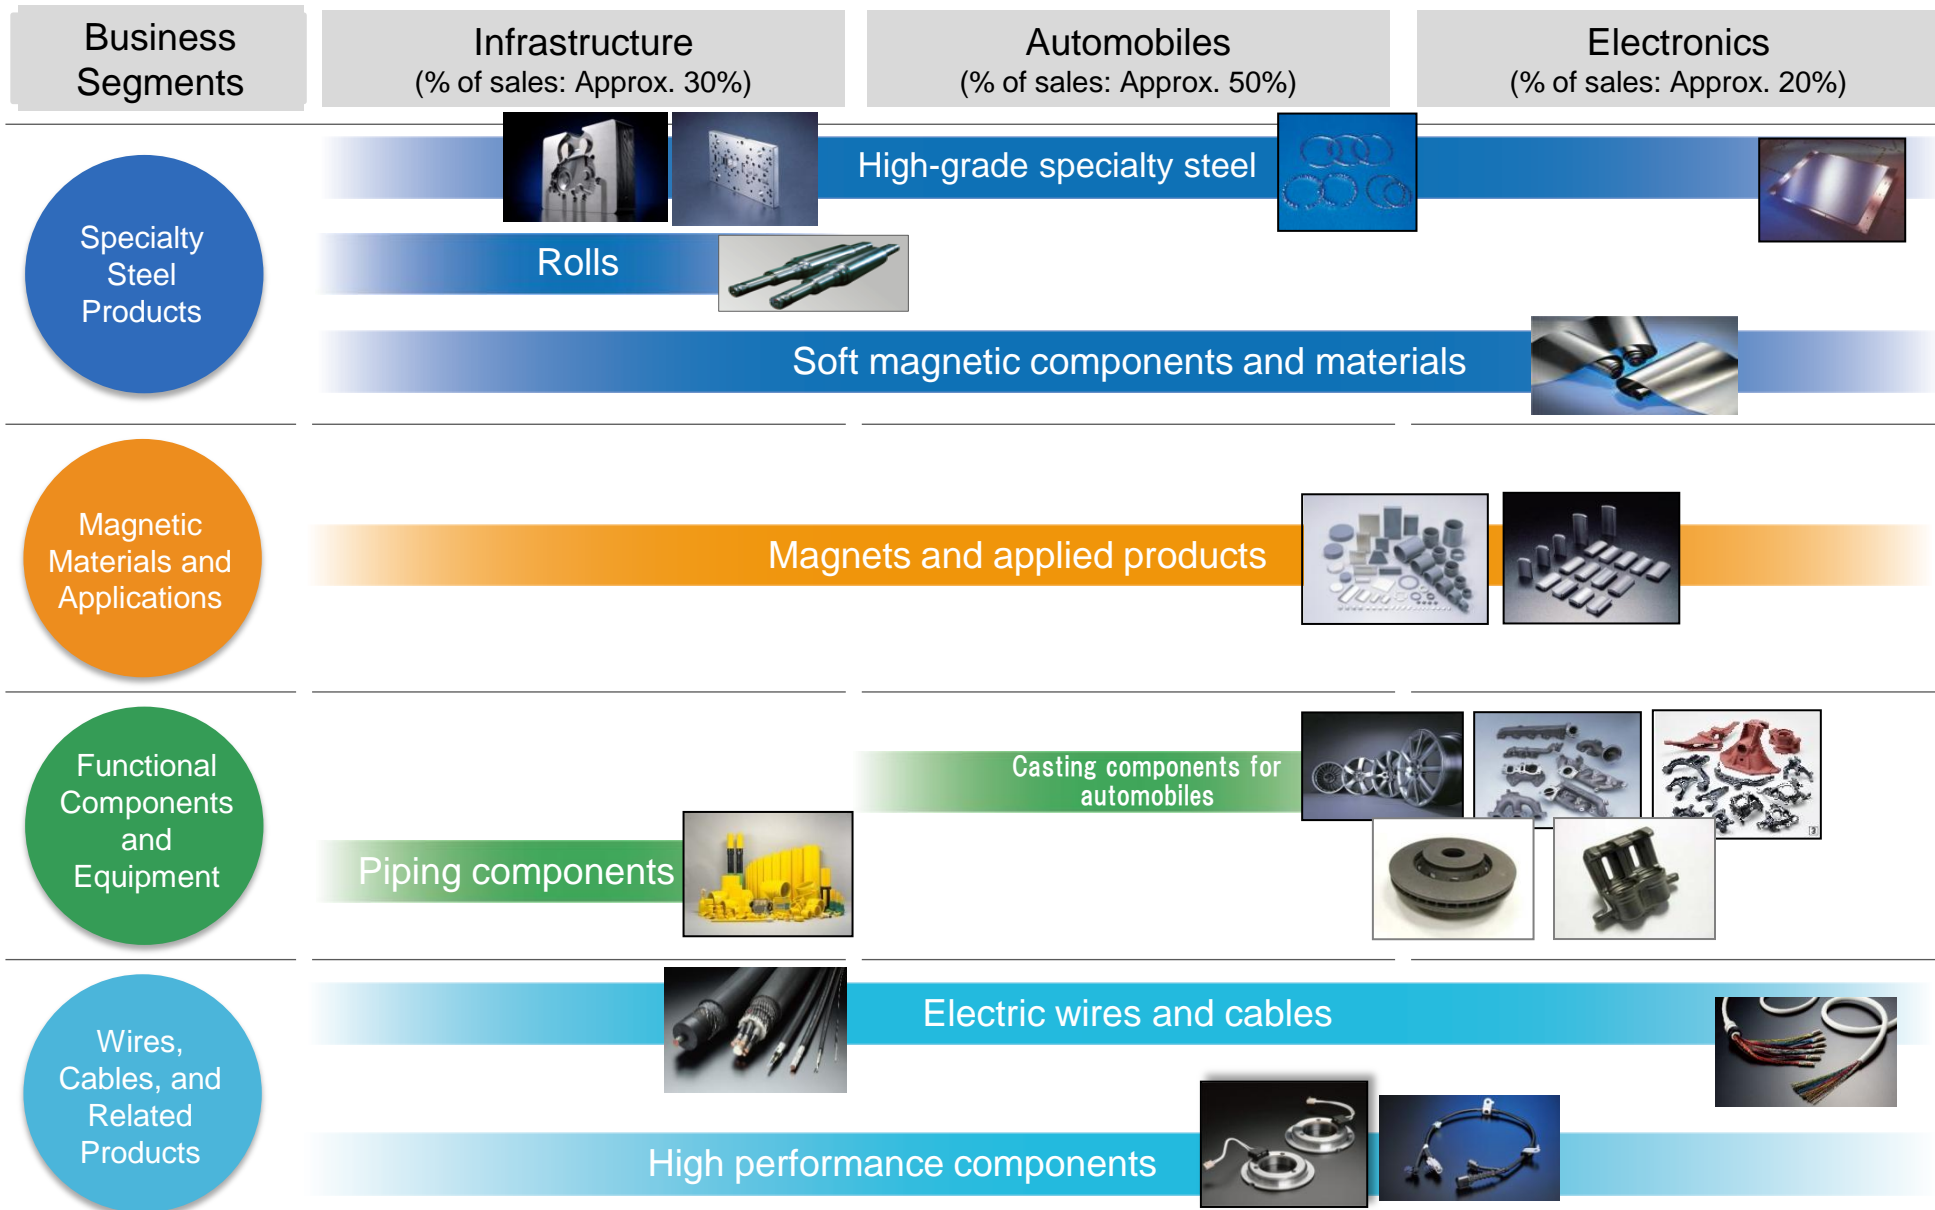 Business
Segments
Infrastructure
(% of sales: Approx. 30%)
Automobiles
(% of sales: Approx. 50%)
Electronics
(% of sales: Approx. 20%)
Specialty
Steel
Products
High-grade specialty steel
Rolls
Soft magnetic components and materials
Magnetic
Materials and
Applications
Magnets and applied products
Functional
Components
and
Equipment
Casting components for
automobiles
Piping components
Wires,
Cables, and
Related
Products
Electric wires and cables
High performance components